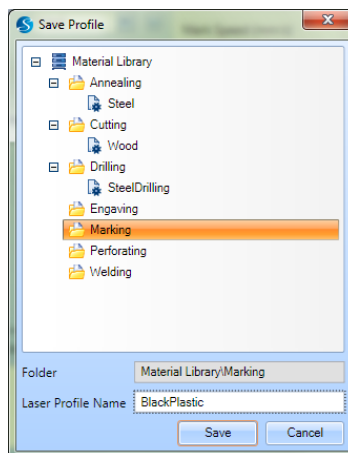 Save Profile
Material Library
Annealing
Steel
Cutting
Wood
Drilling
SteelDrilling
Engaving
Marking
Perforating
Welding
Folder Material Library\Marking
Laser Profile Name BlackPlastic
Save Cancel